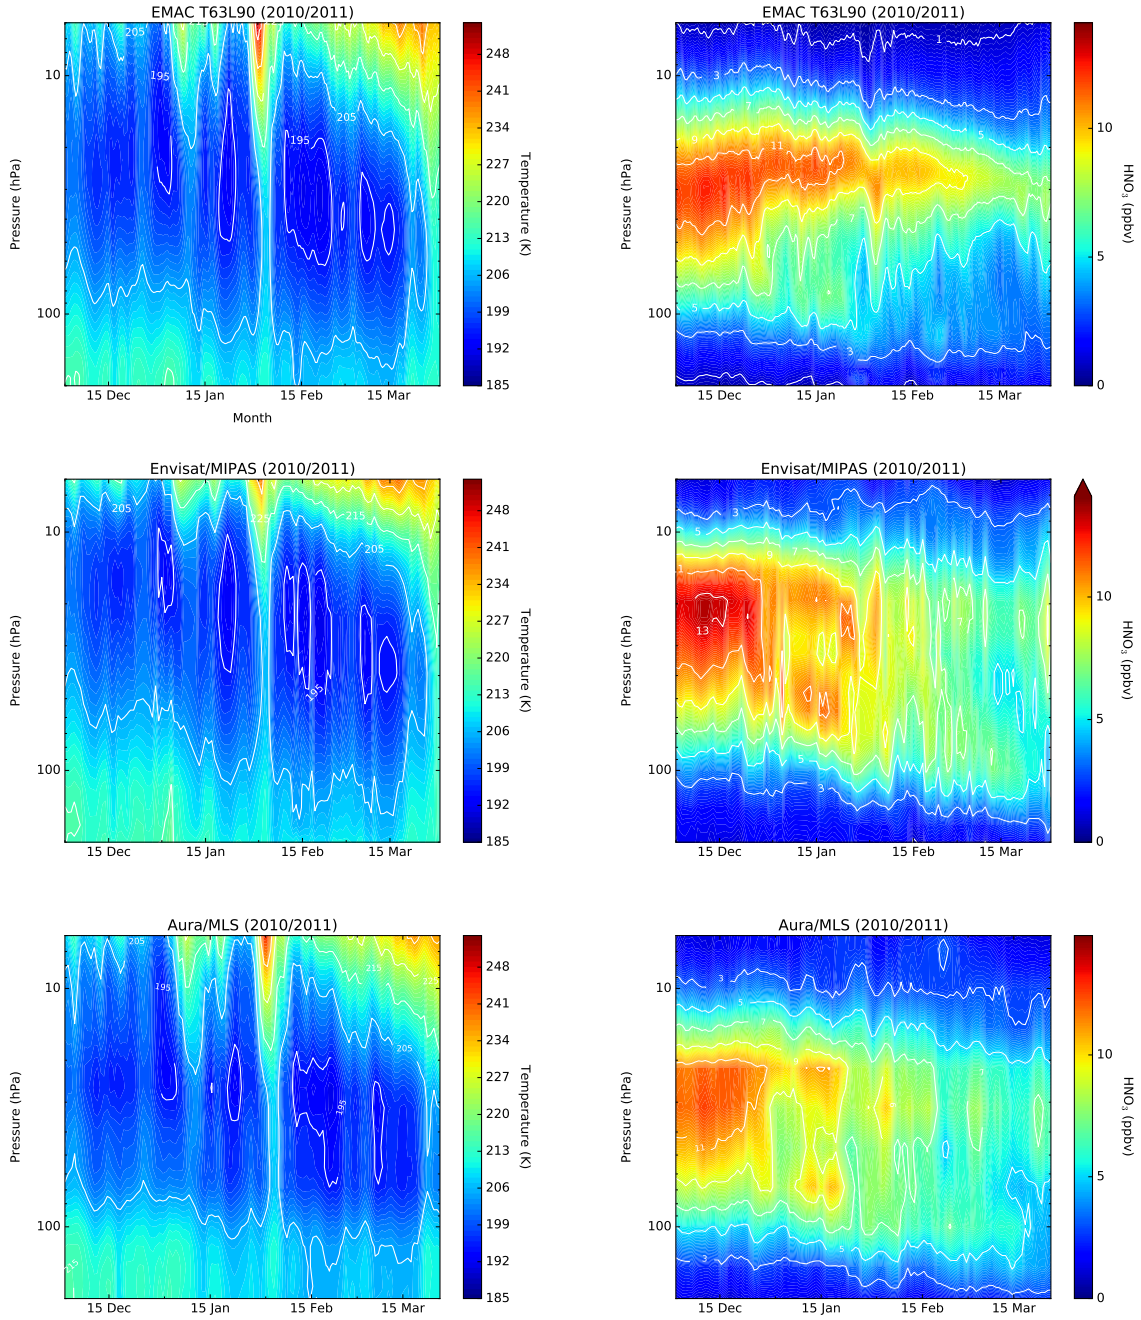 EMAC T63L90 (2010/2011)
205
195
205
195
10
100
Pressure (hPa)
15 Dec
15 Jan
15 Feb
15 Mar
Month
248
241
234
227
220
213
206
199
192
185
Temperature (K)
EMAC T63L90 (2010/2011)
1
3
7
5
9
11
7
5
3
10
100
Pressure (hPa)
15 Dec
15 Jan
15 Feb
15 Mar
10
5
0
HNO3 (ppbv)
Envisat/MIPAS (2010/2011)
205
225
215
205
195
10
100
Pressure (hPa)
15 Dec
15 Jan
15 Feb
15 Mar
248
241
234
227
220
213
206
199
192
185
Temperature (K)
Envisat/MIPAS (2010/2011)
3
5
7
9
13
7
5
3
10
100
Pressure (hPa)
15 Dec
15 Jan
15 Feb
15 Mar
10
5
0
HNO3 (ppbv)
Aura/MLS (2010/2011)
205
215
225
195
205
195
215
10
100
Pressure (hPa)
15 Dec
15 Jan
15 Feb
15 Mar
248
241
234
227
220
213
206
199
192
185
Temperature (K)
Aura/MLS (2010/2011)
3
5
7
11
5
3
10
100
Pressure (hPa)
15 Dec
15 Jan
15 Feb
15 Mar
10
5
0
HNO3 (ppbv)